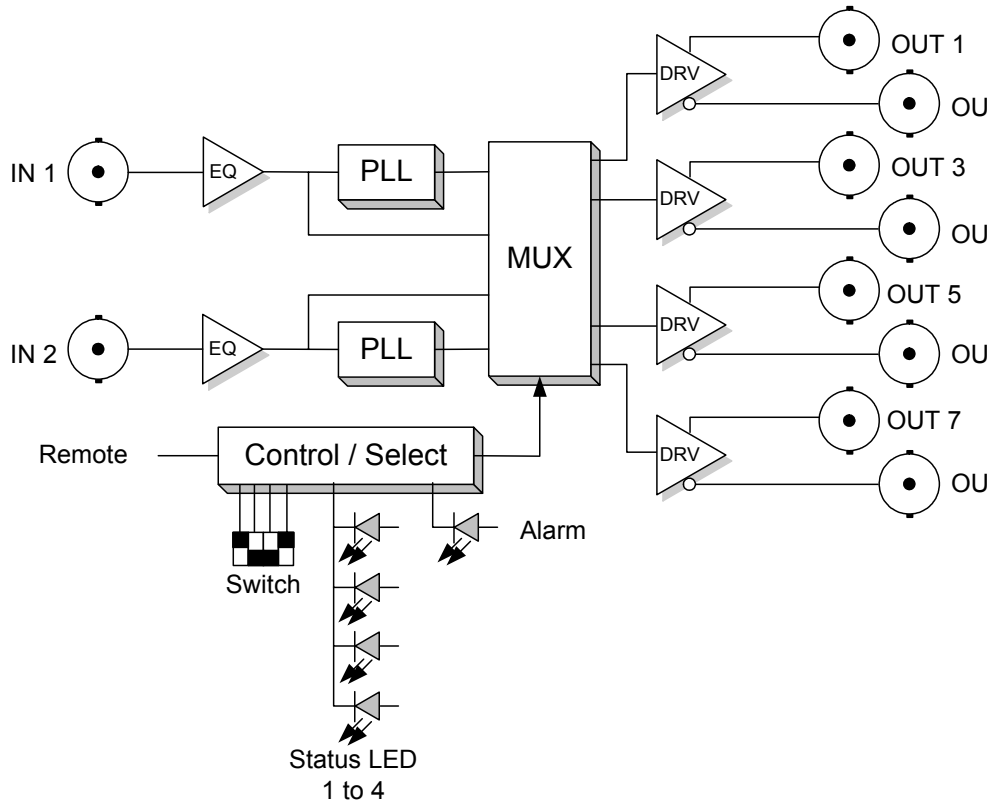 OUT 1
DRV
OU
IN 1
EQ
PLL
OUT 3
DRV
OU
MUX
IN 2
EQ
PLL
OUT 5
DRV
OU
OUT 7
DRV
OU
Remote
Control / Select
Alarm
Switch
Status LED
1 to 4